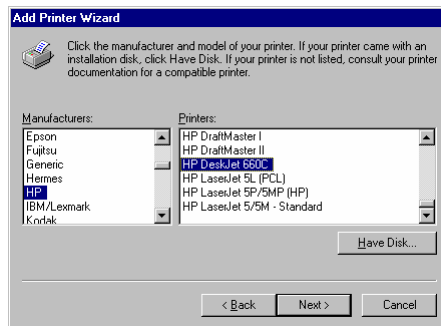 Add Printer Wizard
Click the manufacturer and model of your printer. If your printer came with an
installation disk, click Have Disk. If your printer is not listed, consult your printer
documentation for a compatible printer.
Manufacturers:
Printers:
Epson
Fujitsu
Generic
Hermes
HP
IBM/Lexmark
Kodak
HP DraftMaster I
HP DraftMaster II
HP DeskJet 660C
HP LaserJet 5L (PCL)
HP LaserJet 5P/5MP (HP)
HP LaserJet 5/5M - Standard
Have Disk...
< Back
Next >
Cancel